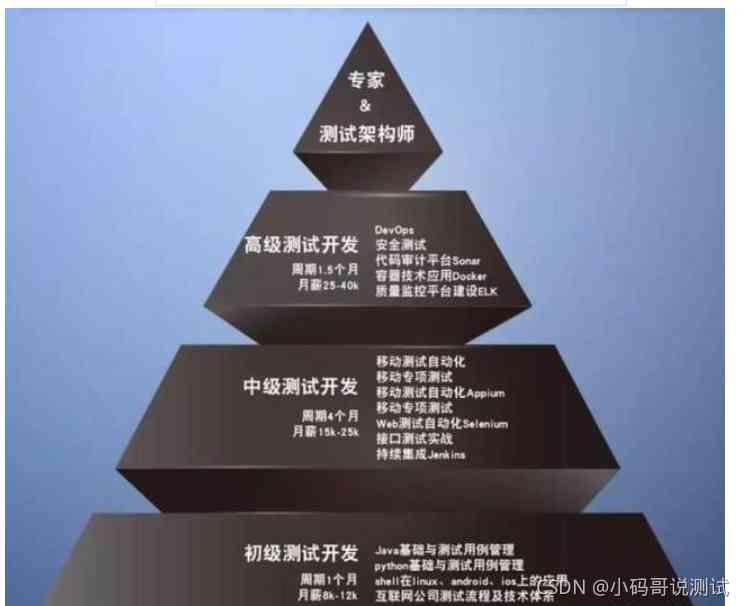 专家
&
测试架构师
高级测试开发
周期1.5个月
月薪25-40k
DevOps
安全测试
代码审计平台Sonar
容器技术应用Docker
质量监控平台建设ELK
中级测试开发
周期4个月
月薪15k-25k
移动测试自动化
移动专项测试
移动测试自动化Appium
移动专项测试
Web测试自动化Selenium
接口测试实战
持续集成Jenkins
初级测试开发
周期1个月
月薪8k-12k
Java基础与测试用例管理
python基础与测试用例管理
shell在linux、android、ios上的应用
互联网公司测试流程及技术体系
CSDN @小码哥说测试